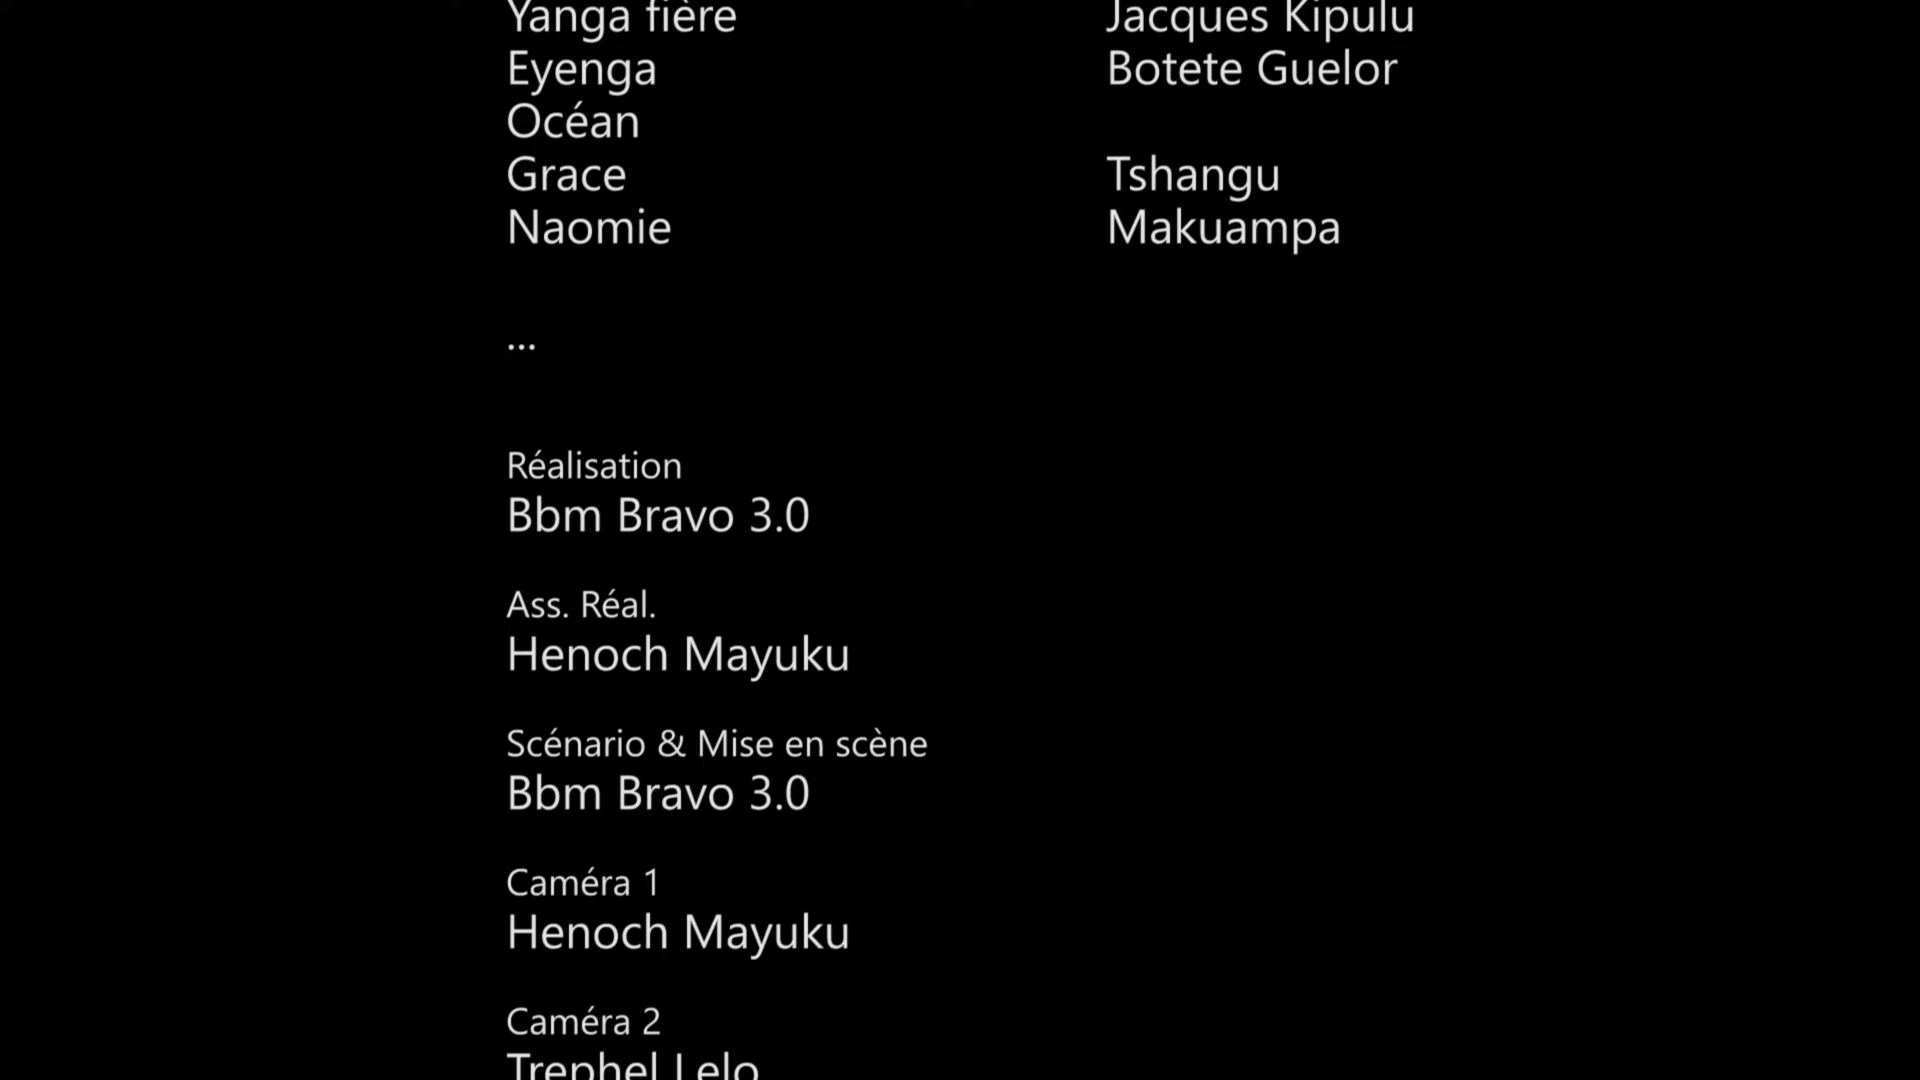 Yanga fière Jacques Kipulu
Eyenga Botete Guelor
Océan
Grace Tshangu
Naomie Makuampa
...
Réalisation
Bbm Bravo 3.0
Ass. Réal.
Henoch Mayuku
Scénario & Mise en scène
Bbm Bravo 3.0
Caméra 1
Henoch Mayuku
Caméra 2
Trephel Lelo